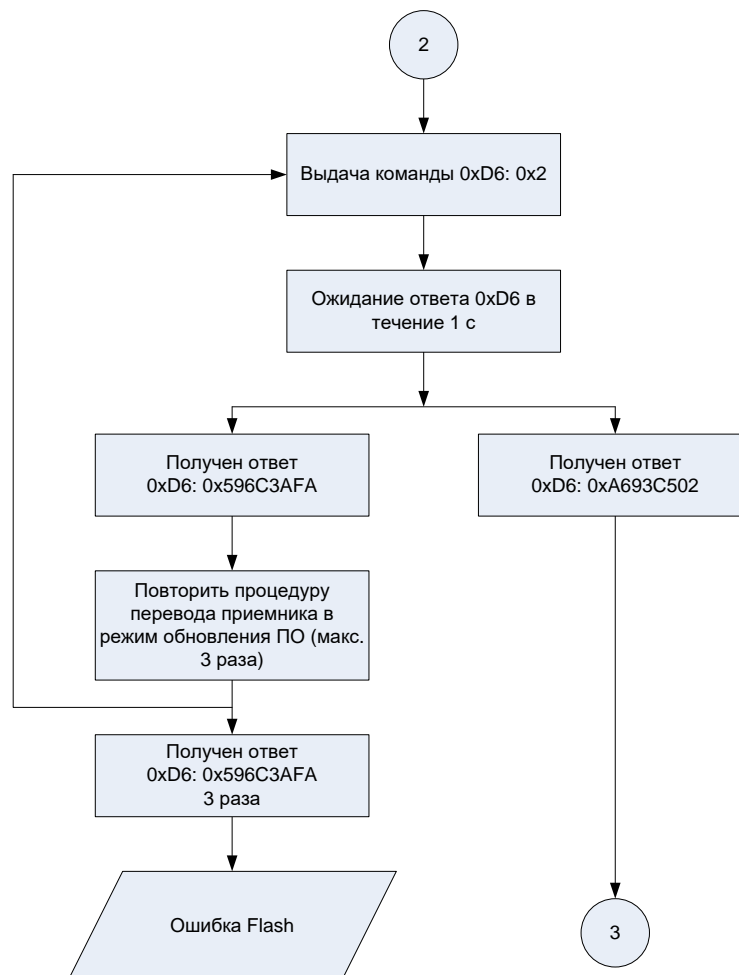 2
Выдача команды 0xD6: 0x2
Ожидание ответа 0xD6 в
течение 1 с
Получен ответ
0xD6: 0x596C3AFA
Получен ответ
0xD6: 0xA693C502
Повторить процедуру
перевода приемника в
режим обновления ПО (макс.
3 раза)
Получен ответ
0xD6: 0x596C3AFA
3 раза
Ошибка Flash
3